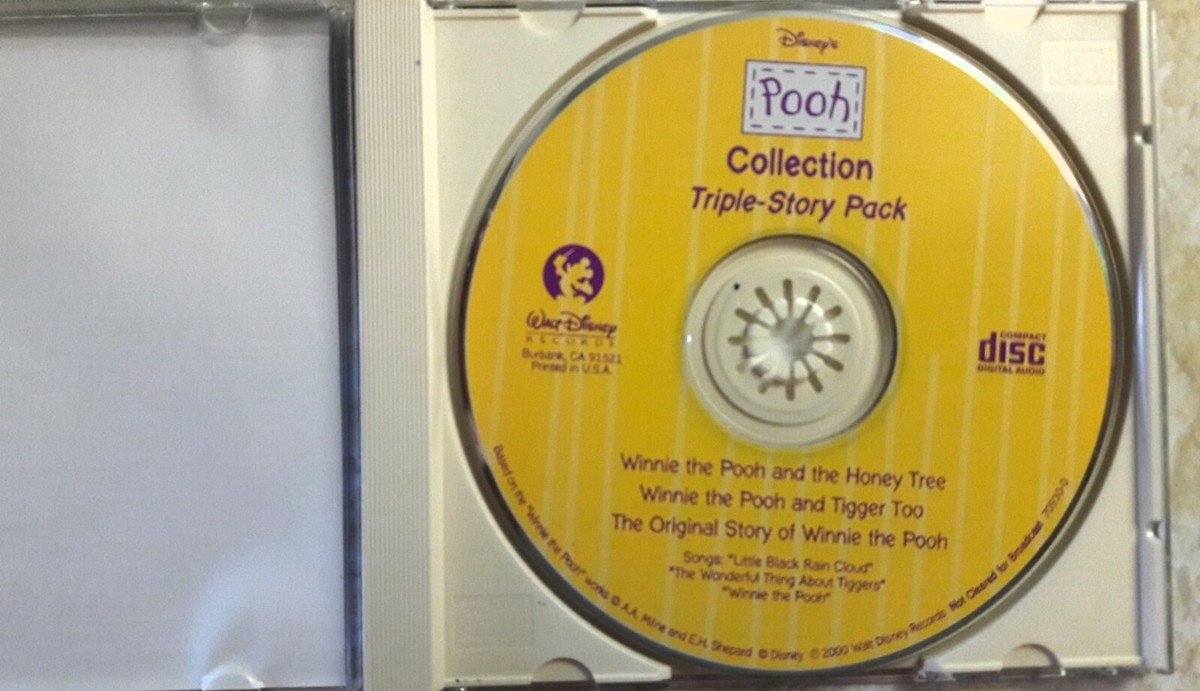 Disney's
Pooh
Collection
Triple-Story Pack
Walt Disney
RECORDS
Burbank, CA 91521
Printed in U.S.A.
COMPACT
disc
DIGITAL AUDIO
Winnie the Pooh and the Honey Tree
Winnie the Pooh and Tigger Too
The Original Story of Winnie the Pooh
Songs: "Little Black Rain Cloud"
"The Wonderful Thing About Tiggers"
"Winnie the Pooh"
Based on the "Winnie the Pooh" works © A.A. Milne and E.H. Shepard © Disney ℗ 2000 Walt Disney Records Not Cleared for Broadcast